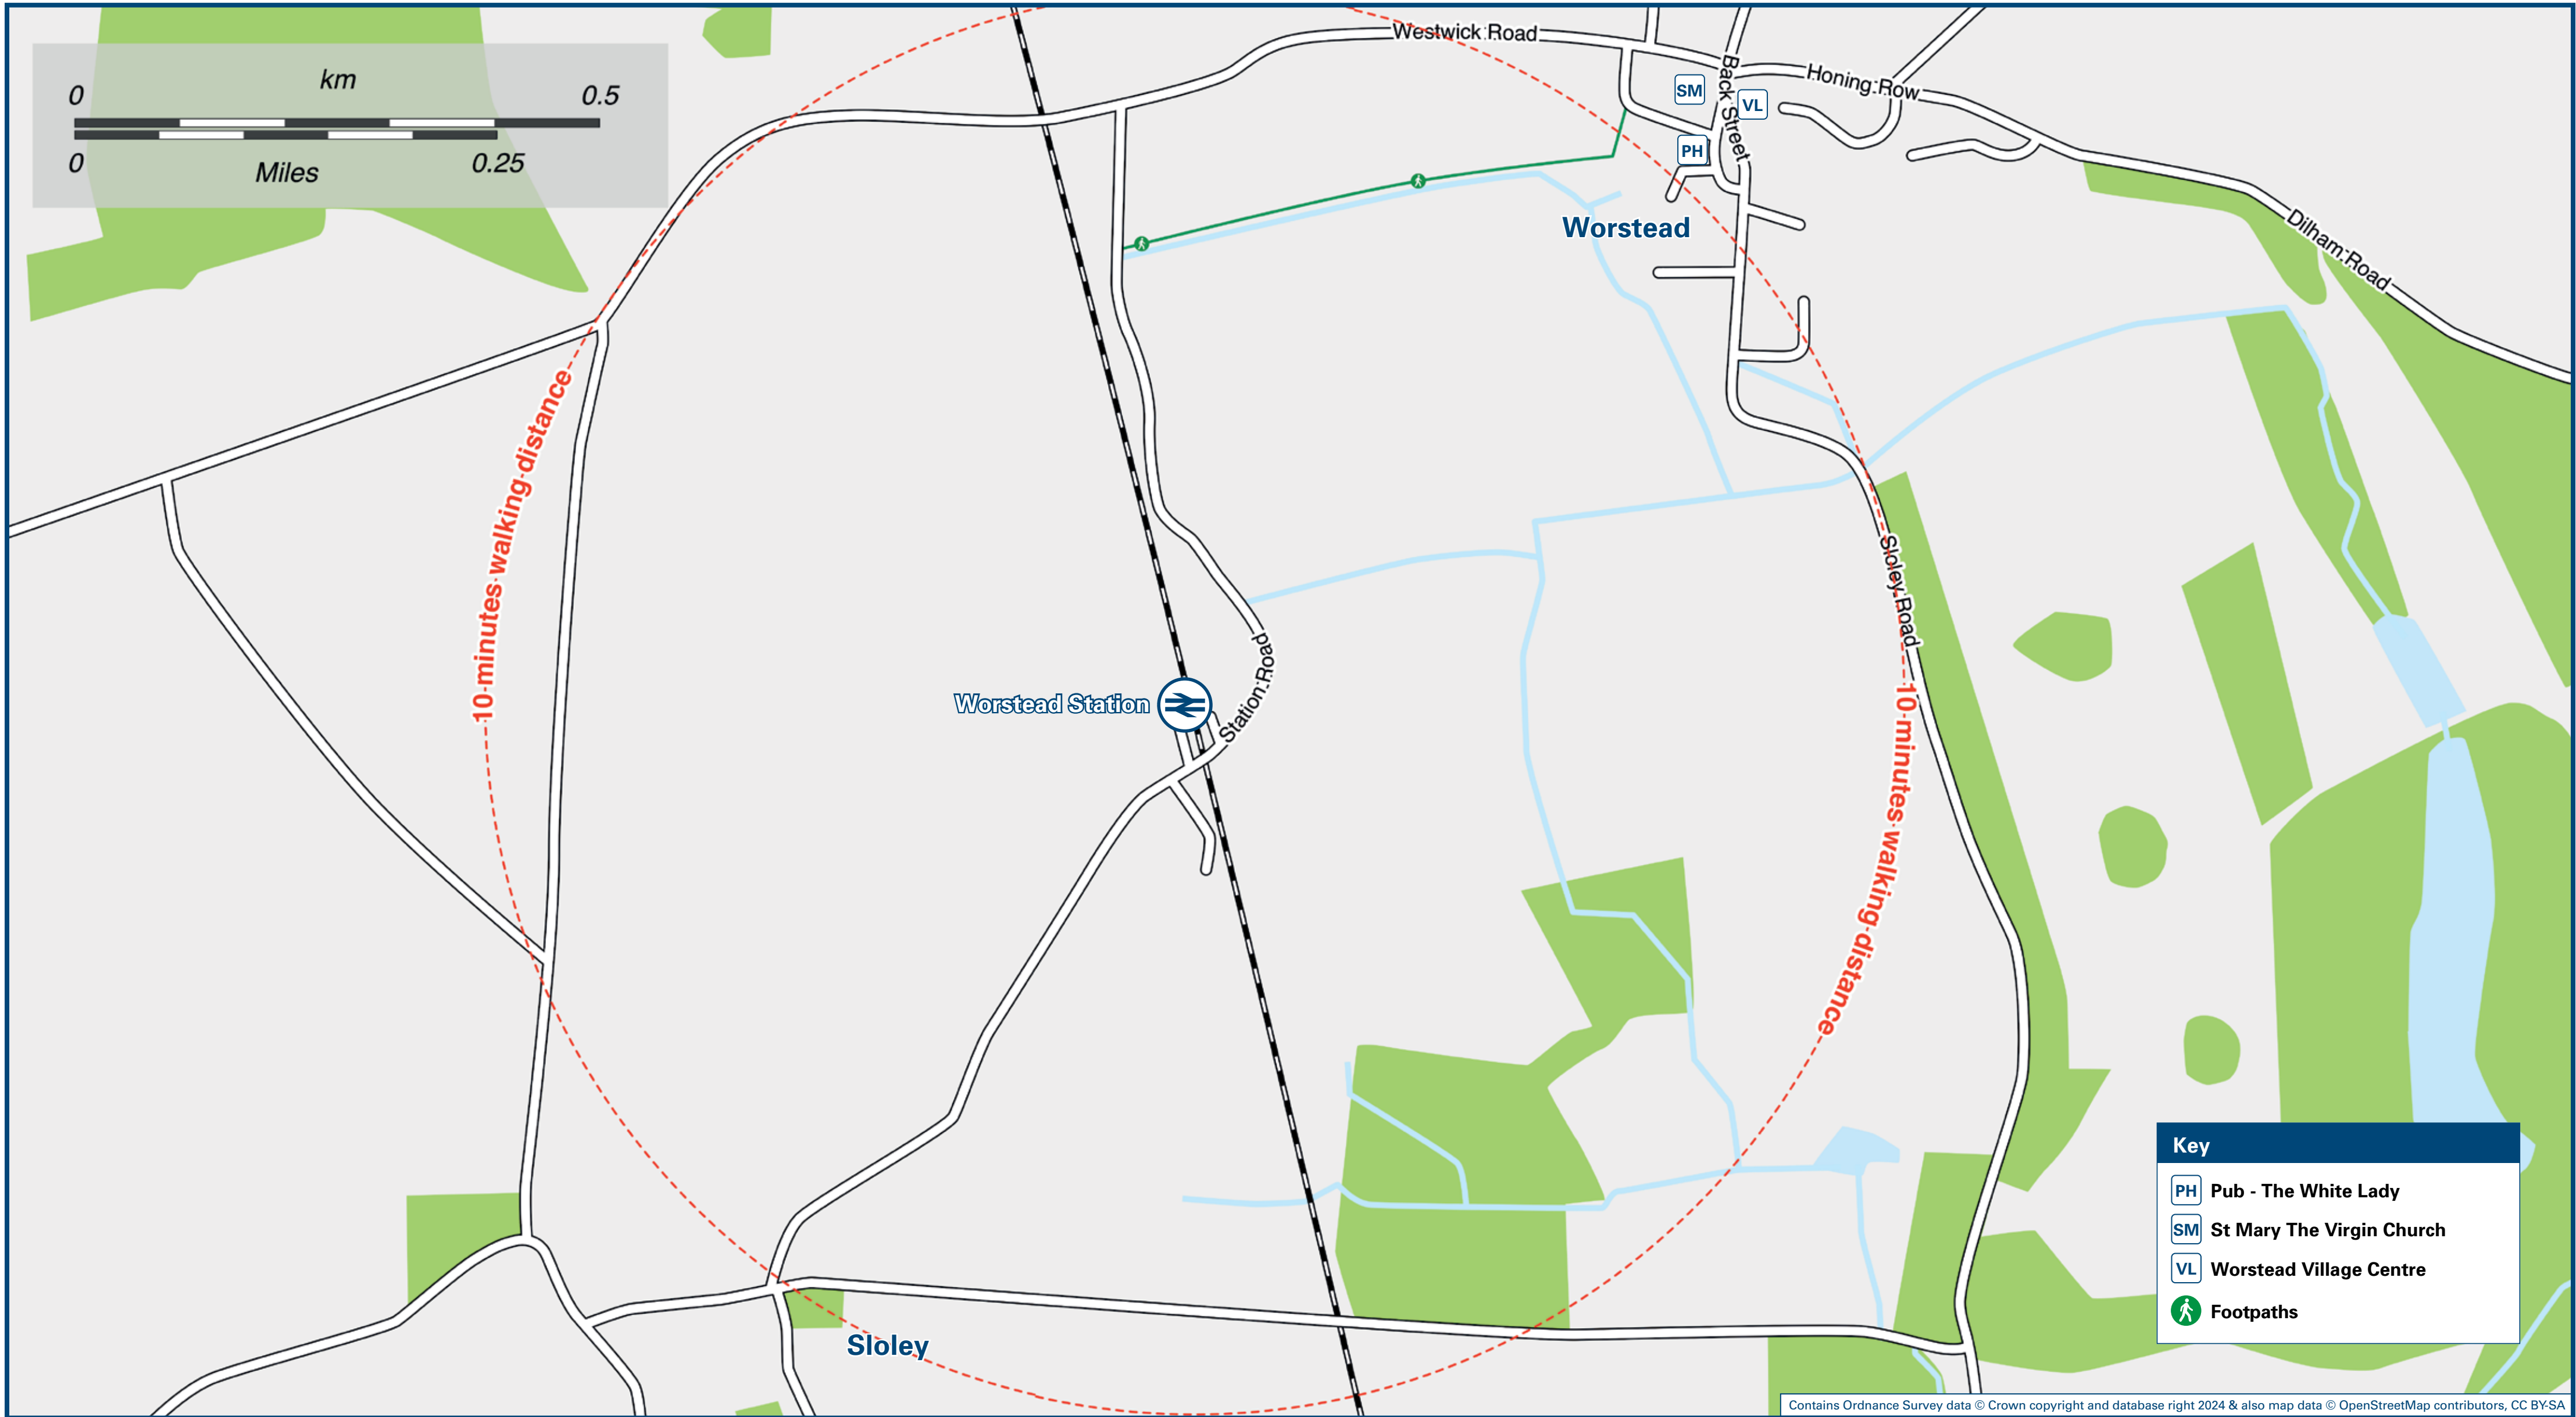 km
0 0.5
0 0.25
Miles
Westwick Road
Back Street
Honing Row
SM
VL
PH
Worstead
Dilham Road
10 minutes walking distance
Sloley Road
Station Road
Worstead Station
10 minutes walking distance
Sloley
Key
PH Pub - The White Lady
SM St Mary The Virgin Church
VL Worstead Village Centre
Footpaths
Contains Ordnance Survey data © Crown copyright and database right 2024 & also map data © OpenStreetMap contributors, CC BY-SA